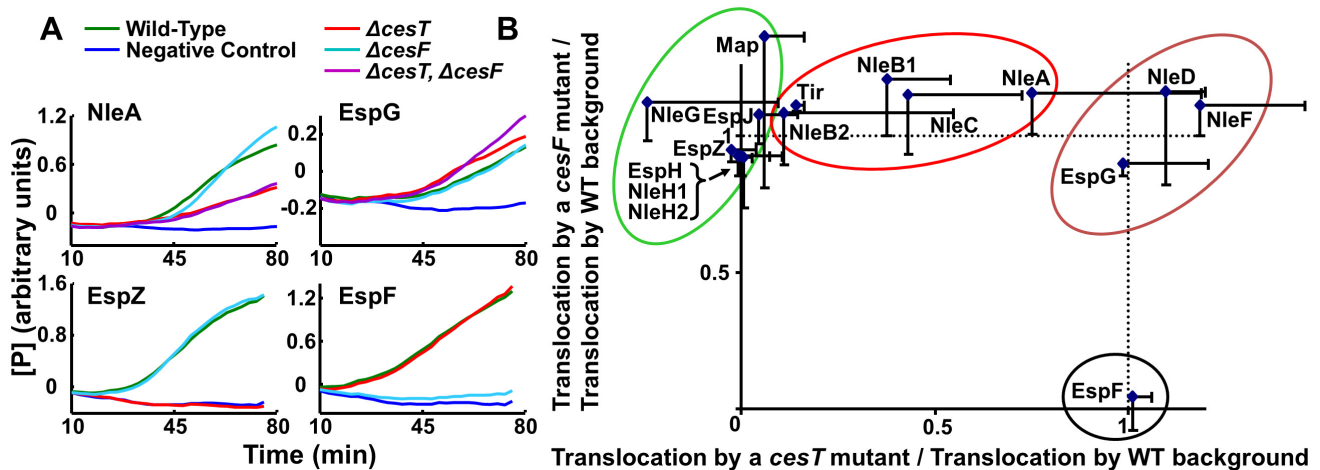 A
Wild-Type
Negative Control
ΔcesT
ΔcesF
ΔcesT, ΔcesF
NleA
1.2
0.6
0
10
45
80
EspG
0.2
0
-0.2
10
45
80
EspZ
1.6
0.8
0
10
45
80
EspF
1.2
0.6
0
10
45
80
[P] (arbitrary units)
Time (min)
B
Translocation by a cesF mutant /
Translocation by WT background
Map
NleG
EspJ
Tir
NleB2
NleB1
NleC
NleA
NleD
NleF
EspG
1
EspZ
EspH
NleH1
NleH2
0.5
EspF
0
0.5
1
Translocation by a cesT mutant / Translocation by WT background